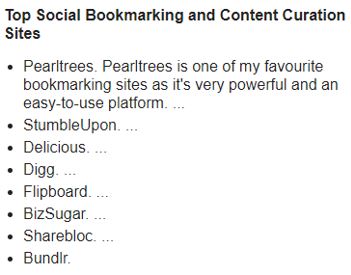 Top Social Bookmarking and Content Curation
Sites
• Pearltrees. Pearltrees is one of my favourite
bookmarking sites as it's very powerful and an
easy-to-use platform. ...
• StumbleUpon. ...
• Delicious. ...
• Digg. ...
• Flipboard. ...
• BizSugar. ...
• Sharebloc. ...
• Bundlr.